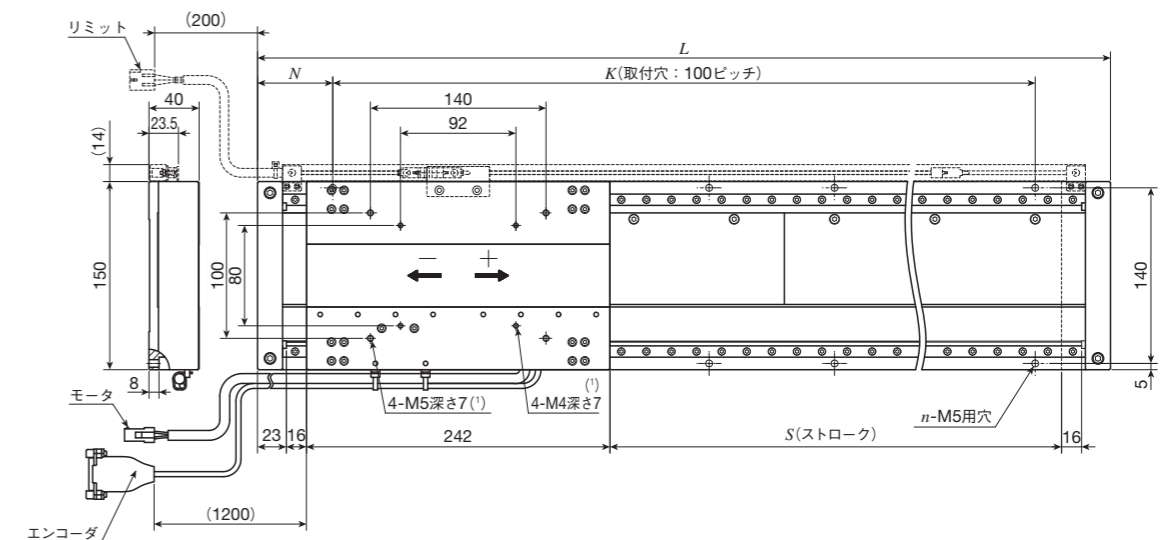 リミット
(200)
L
N
K(取付穴：100ピッチ)
40
140
23.5
92
(14)
− +
150
100
80
140
8
5
(1)
モータ
4-M5深さ7(1)
4-M4深さ7
n-M5用穴
23
16
242
S(ストローク)
16
(1200)
エンコーダ